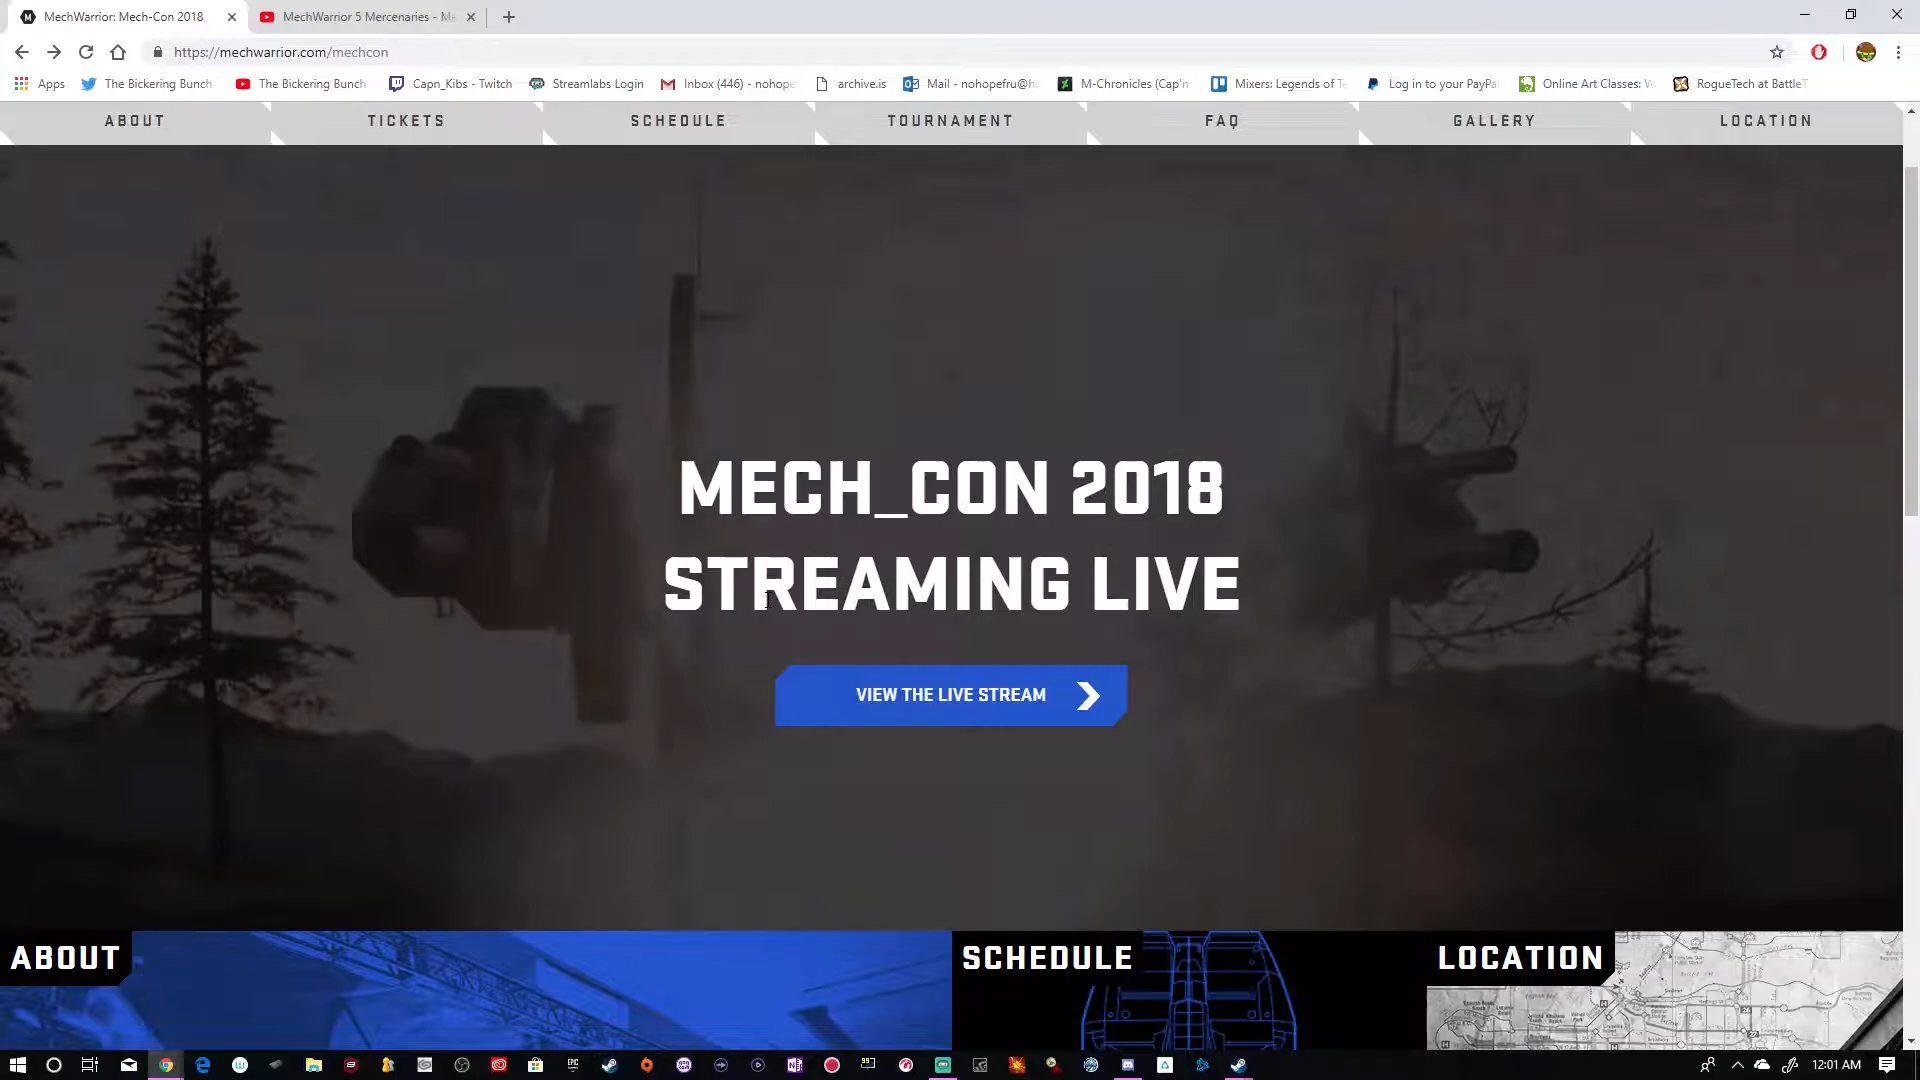 MechWarrior: Mech-Con 2018
MechWarrior 5 Mercenaries - Me
https://mechwarrior.com/mechcon
Apps
The Bickering Bunch
The Bickering Bunch
Capn_Kibs - Twitch
Streamlabs Login
Inbox (446) - nohope
archive.is
Mail - nohopefru@h
M-Chronicles (Cap'n
Mixers: Legends of Te
Log in to your PayPal
Online Art Classes: W
RogueTech at BattleT
ABOUT
TICKETS
SCHEDULE
TOURNAMENT
FAQ
GALLERY
LOCATION
MECH_CON 2018
STREAMING LIVE
VIEW THE LIVE STREAM
ABOUT
SCHEDULE
LOCATION
12:01 AM